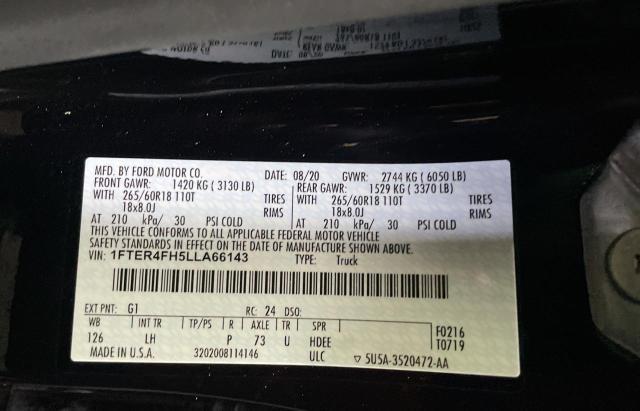 MFD. BY FORD MOTOR CO. 08/20 GVWR: 2744 KG ( 6050 LB)
FRONT GAWR: 1420 KG ( 3130 LB) REAR GAWR: 1529 KG ( 3370 LB)
WITH 265/60R18 110T TIRES WITH 265/60R18 110T TIRES
18x8.0J RIMS 18x8.0J RIMS
AT 210 kPa/ 30 PSI COLD AT 210 kPa/ 30 PSI COLD
THIS VEHICLE CONFORMS TO ALL APPLICABLE FEDERAL MOTOR VEHICLE
SAFETY STANDARDS IN EFFECT ON THE DATE OF MANUFACTURE SHOWN ABOVE.
VIN: 1FTER4FH5LLA66143 TYPE: Truck
EXT PNT: G1 RC: 24 DSO:
WB INT TR TP/PS R AXLE TR SPR F0216
126 LH P 73 U HDEE T0719
MADE IN U.S.A. 3202008114146 ULC ▽ 5U5A-3520472-AA